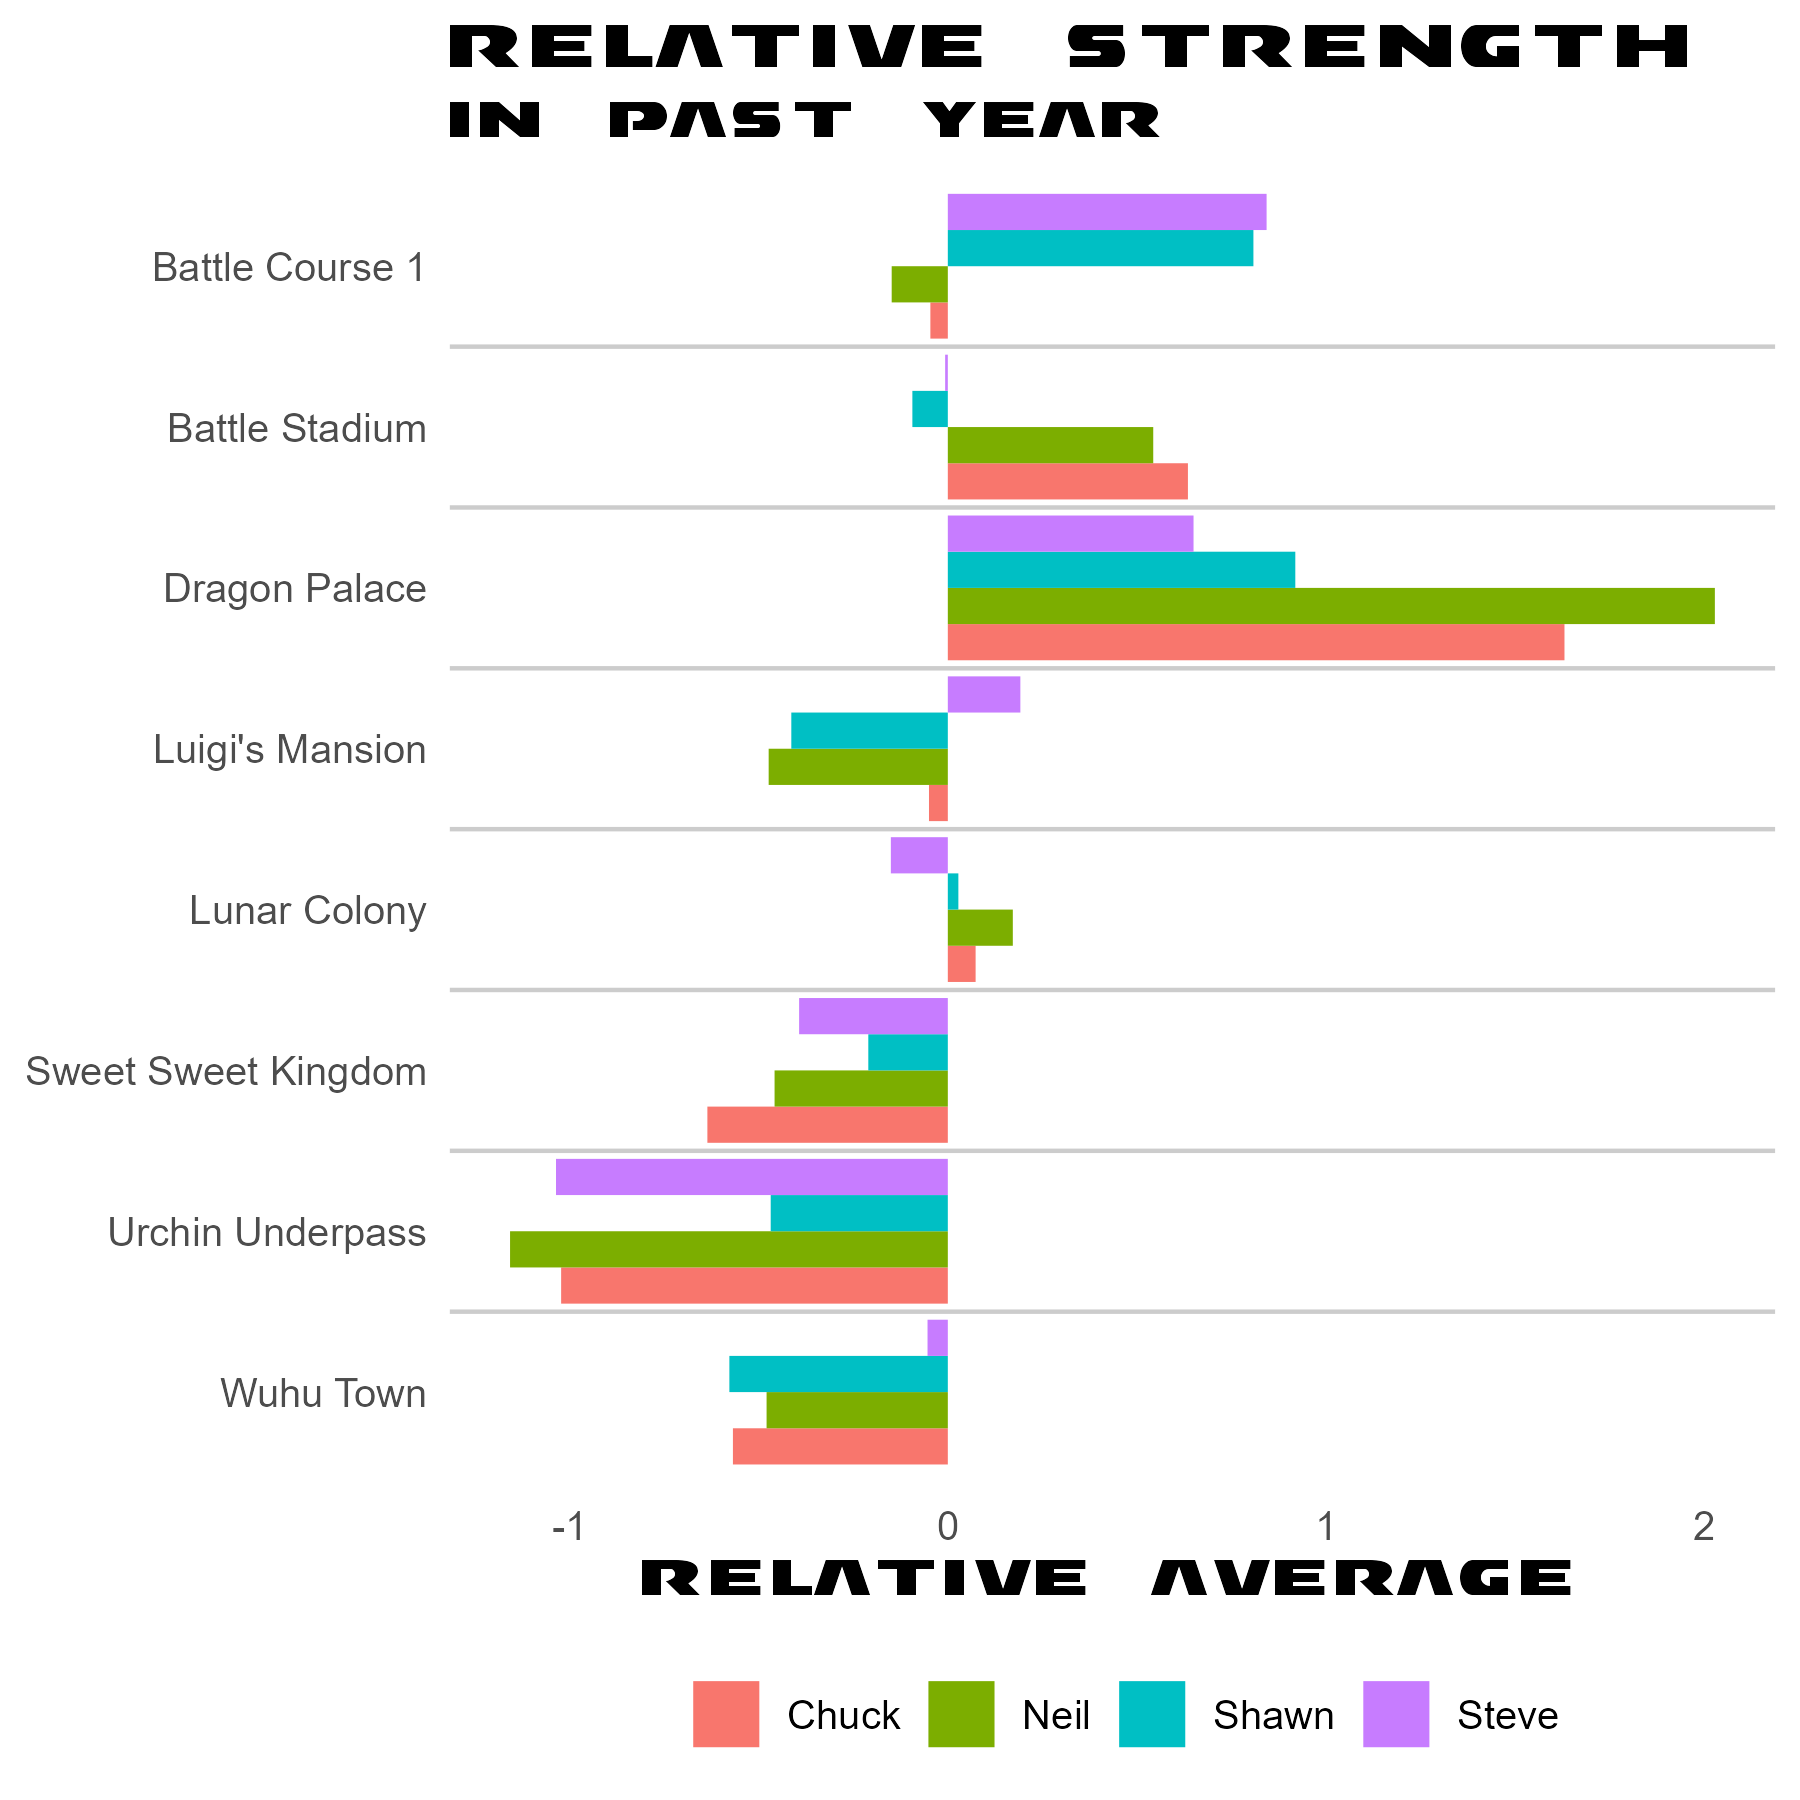 RELATIVE STRENGTH
IN PAST YEAR
Battle Course 1
Battle Stadium
Dragon Palace
Luigi's Mansion
Lunar Colony
Sweet Sweet Kingdom
Urchin Underpass
Wuhu Town
-1 0 1 2
RELATIVE AVERAGE
Chuck Neil Shawn Steve